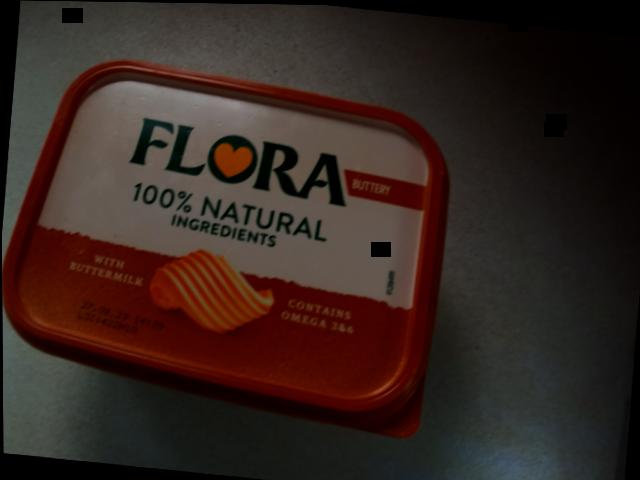 FLORA
BUTTERY
100% NATURAL
INGREDIENTS
WITH
BUTTERMILK
CONTAINS
OMEGA 3&6